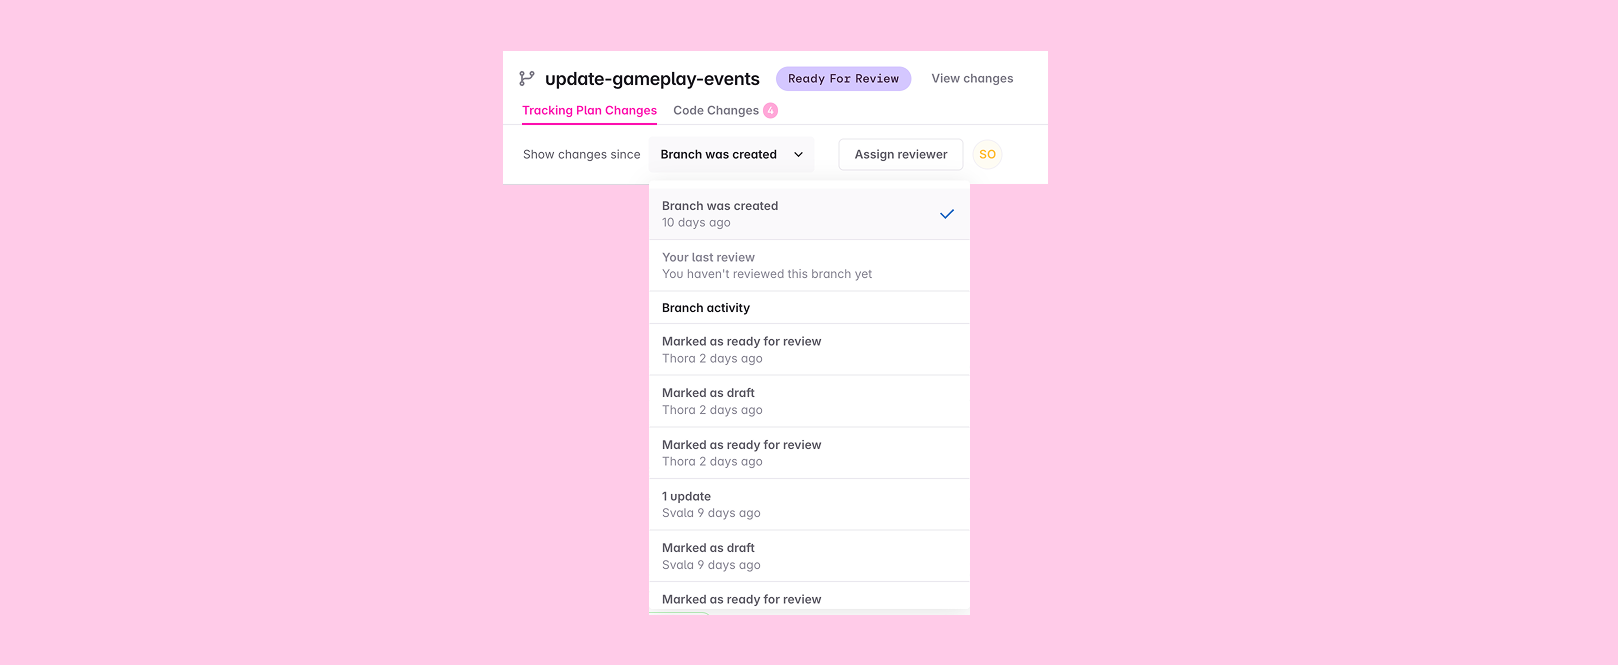 update-gameplay-events Ready For Review View changes
Tracking Plan Changes Code Changes 4
Show changes since Branch was created Assign reviewer SO
Branch was created
10 days ago
Your last review
You haven't reviewed this branch yet
Branch activity
Marked as ready for review
Thora 2 days ago
Marked as draft
Thora 2 days ago
Marked as ready for review
Thora 2 days ago
1 update
Svala 9 days ago
Marked as draft
Svala 9 days ago
Marked as ready for review